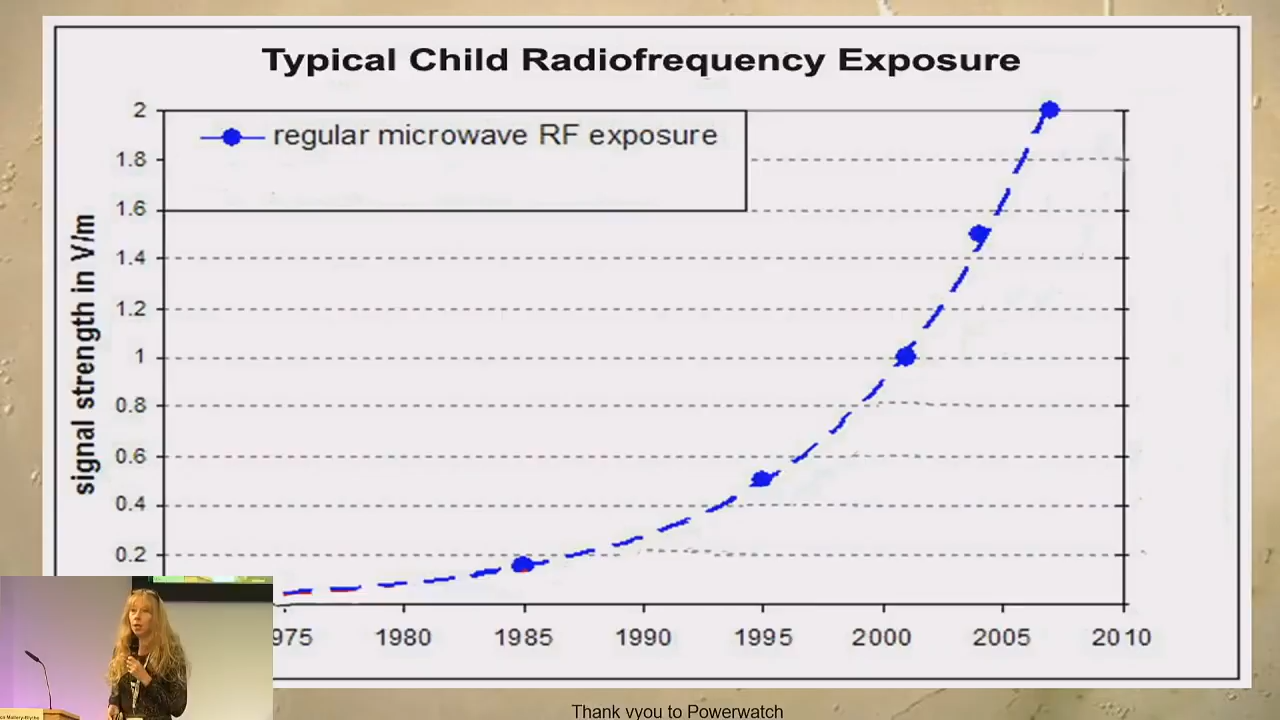 Typical Child Radiofrequency Exposure
2
regular microwave RF exposure
1.8
1.6
1.4
1.2
1
0.8
0.6
0.4
0.2
signal strength in V/m
975 1980 1985 1990 1995 2000 2005 2010
Thank vyou to Powerwatch